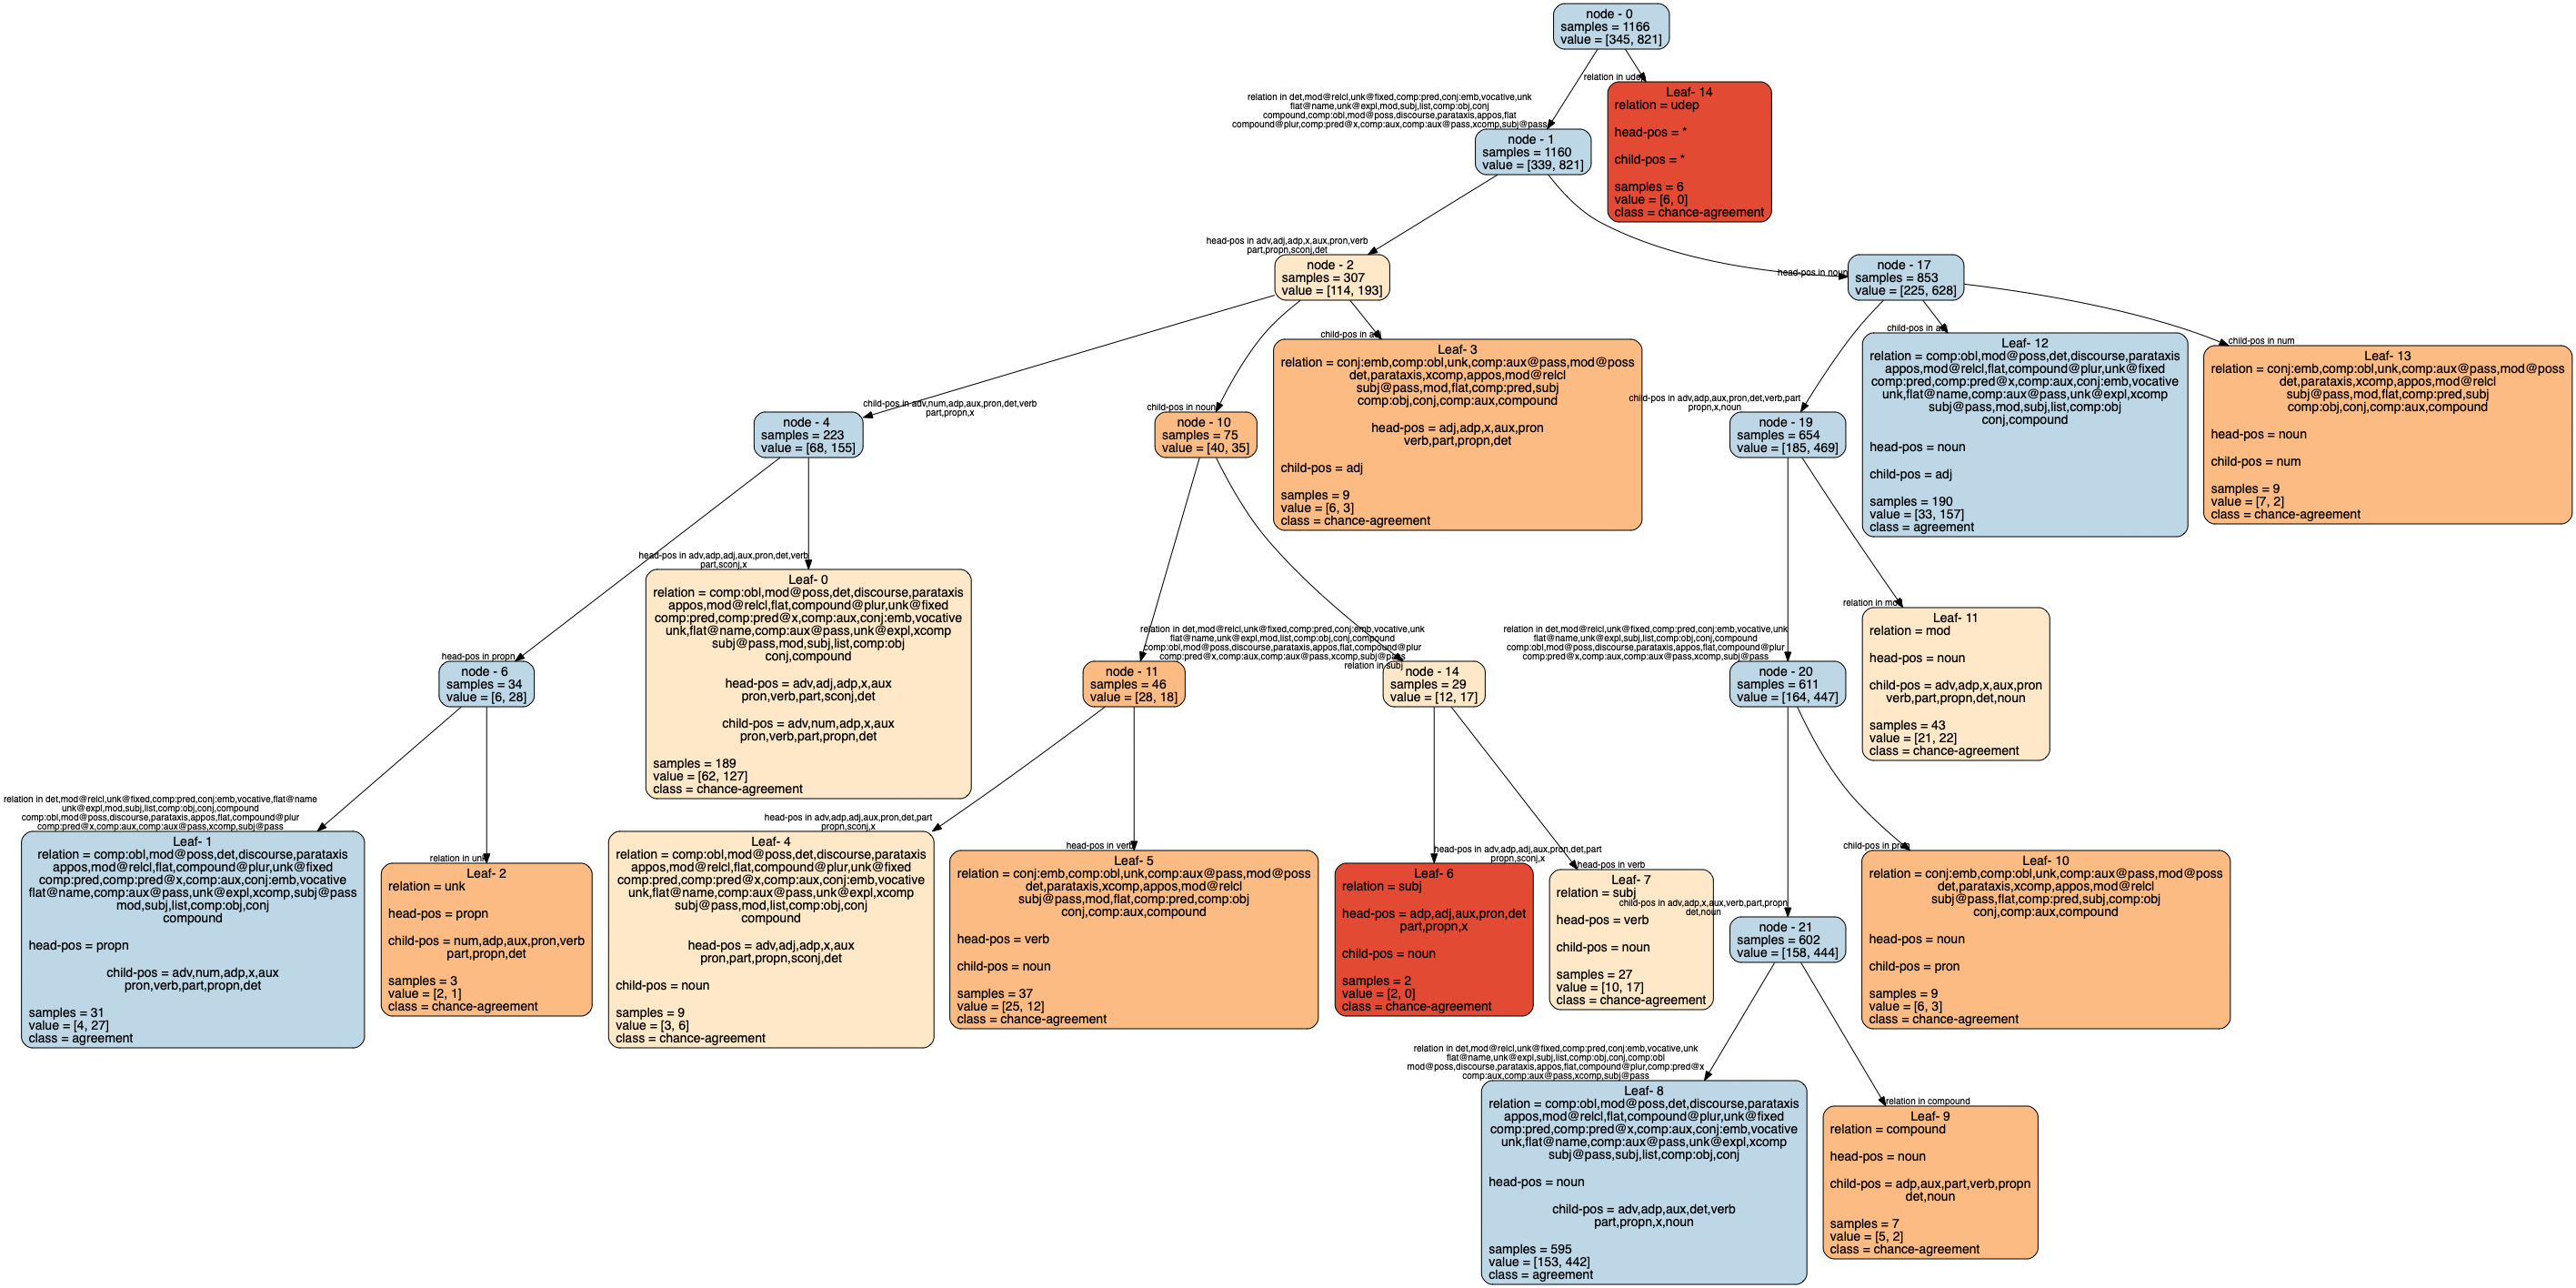 node - 0
samples = 1166
value = [345, 821]
relation in udep
Leaf- 14
relation = udep
head-pos = *
child-pos = *
samples = 6
value = [6, 0]
class = chance-agreement
relation in det,mod@relcl,unk@fixed,comp:pred,conj:emb,vocative,unk
flat@name,unk@expl,mod,subj,list,comp:obj,conj
compound,comp:obl,mod@poss,discourse,parataxis,appos,flat
compound@plur,comp:pred@x,comp:aux,comp:aux@pass,xcomp,subj@pass
node - 1
samples = 1160
value = [339, 821]
head-pos in adv,adj,adp,x,aux,pron,verb
part,propn,sconj,det
node - 2
samples = 307
value = [114, 193]
head-pos in noun
node - 17
samples = 853
value = [225, 628]
child-pos in adv,num,adp,aux,pron,det,verb
part,propn,x
node - 4
samples = 223
value = [68, 155]
child-pos in noun
node - 10
samples = 75
value = [40, 35]
child-pos in adj
Leaf- 3
relation = conj:emb,comp:obl,unk,comp:aux@pass,mod@poss
det,parataxis,xcomp,appos,mod@relcl
subj@pass,mod,flat,comp:pred,subj
comp:obj,conj,comp:aux,compound
head-pos = adj,adp,x,aux,pron
verb,part,propn,det
child-pos = adj
samples = 9
value = [6, 3]
class = chance-agreement
child-pos in adv,adp,aux,pron,det,verb,part
propn,x,noun
node - 19
samples = 654
value = [185, 469]
child-pos in adj
Leaf- 12
relation = comp:obl,mod@poss,det,discourse,parataxis
appos,mod@relcl,flat,compound@plur,unk@fixed
comp:pred,comp:pred@x,comp:aux,conj:emb,vocative
unk,flat@name,comp:aux@pass,unk@expl,xcomp
subj@pass,mod,subj,list,comp:obj
conj,compound
head-pos = noun
child-pos = adj
samples = 190
value = [33, 157]
class = agreement
child-pos in num
Leaf- 13
relation = conj:emb,comp:obl,unk,comp:aux@pass,mod@poss
det,parataxis,xcomp,appos,mod@relcl
subj@pass,mod,flat,comp:pred,subj
comp:obj,conj,comp:aux,compound
head-pos = noun
child-pos = num
samples = 9
value = [7, 2]
class = chance-agreement
head-pos in propn
node - 6
samples = 34
value = [6, 28]
head-pos in adv,adp,adj,aux,pron,det,verb
part,sconj,x
Leaf- 0
relation = comp:obl,mod@poss,det,discourse,parataxis
appos,mod@relcl,flat,compound@plur,unk@fixed
comp:pred,comp:pred@x,comp:aux,conj:emb,vocative
unk,flat@name,comp:aux@pass,unk@expl,xcomp
subj@pass,mod,subj,list,comp:obj
conj,compound
head-pos = adv,adj,adp,x,aux
pron,verb,part,sconj,det
child-pos = adv,num,adp,x,aux
pron,verb,part,propn,det
samples = 189
value = [62, 127]
class = chance-agreement
relation in det,mod@relcl,unk@fixed,comp:pred,conj:emb,vocative,unk
flat@name,unk@expl,mod,list,comp:obj,conj,compound
comp:obl,mod@poss,discourse,parataxis,appos,flat,compound@plur
comp:pred@x,comp:aux,comp:aux@pass,xcomp,subj@pass
node - 11
samples = 46
value = [28, 18]
relation in subj
node - 14
samples = 29
value = [12, 17]
relation in det,mod@relcl,unk@fixed,comp:pred,conj:emb,vocative,unk
flat@name,unk@expl,subj,list,comp:obj,conj,compound
comp:obl,mod@poss,discourse,parataxis,appos,flat,compound@plur
comp:pred@x,comp:aux,comp:aux@pass,xcomp,subj@pass
node - 20
samples = 611
value = [164, 447]
relation in mod
Leaf- 11
relation = mod
head-pos = noun
child-pos = adv,adp,x,aux,pron
verb,part,propn,det,noun
samples = 43
value = [21, 22]
class = chance-agreement
relation in det,mod@relcl,unk@fixed,comp:pred,conj:emb,vocative,flat@name
unk@expl,mod,subj,list,comp:obj,conj,compound
comp:obl,mod@poss,discourse,parataxis,appos,flat,compound@plur
comp:pred@x,comp:aux,comp:aux@pass,xcomp,subj@pass
Leaf- 1
relation = comp:obl,mod@poss,det,discourse,parataxis
appos,mod@relcl,flat,compound@plur,unk@fixed
comp:pred,comp:pred@x,comp:aux,conj:emb,vocative
flat@name,comp:aux@pass,unk@expl,xcomp,subj@pass
mod,subj,list,comp:obj,conj
compound
head-pos = propn
child-pos = adv,num,adp,x,aux
pron,verb,part,propn,det
samples = 31
value = [4, 27]
class = agreement
relation in unk
Leaf- 2
relation = unk
head-pos = propn
child-pos = num,adp,aux,pron,verb
part,propn,det
samples = 3
value = [2, 1]
class = chance-agreement
head-pos in adv,adp,adj,aux,pron,det,part
propn,sconj,x
Leaf- 4
relation = comp:obl,mod@poss,det,discourse,parataxis
appos,mod@relcl,flat,compound@plur,unk@fixed
comp:pred,comp:pred@x,comp:aux,conj:emb,vocative
unk,flat@name,comp:aux@pass,unk@expl,xcomp
subj@pass,mod,list,comp:obj,conj
compound
head-pos = adv,adj,adp,x,aux
pron,part,propn,sconj,det
child-pos = noun
samples = 9
value = [3, 6]
class = chance-agreement
head-pos in verb
Leaf- 5
relation = conj:emb,comp:obl,unk,comp:aux@pass,mod@poss
det,parataxis,xcomp,appos,mod@relcl
subj@pass,mod,flat,comp:pred,comp:obj
conj,comp:aux,compound
head-pos = verb
child-pos = noun
samples = 37
value = [25, 12]
class = chance-agreement
head-pos in adv,adp,adj,aux,pron,det,part
propn,sconj,x
Leaf- 6
relation = subj
head-pos = adp,adj,aux,pron,det
part,propn,x
child-pos = noun
samples = 2
value = [2, 0]
class = chance-agreement
head-pos in verb
Leaf- 7
relation = subj
head-pos = verb
child-pos = noun
samples = 27
value = [10, 17]
class = chance-agreement
child-pos in adv,adp,x,aux,verb,part,propn
det,noun
node - 21
samples = 602
value = [158, 444]
child-pos in pron
Leaf- 10
relation = conj:emb,comp:obl,unk,comp:aux@pass,mod@poss
det,parataxis,xcomp,appos,mod@relcl
subj@pass,flat,comp:pred,subj,comp:obj
conj,comp:aux,compound
head-pos = noun
child-pos = pron
samples = 9
value = [6, 3]
class = chance-agreement
relation in det,mod@relcl,unk@fixed,comp:pred,conj:emb,vocative,unk
flat@name,unk@expl,subj,list,comp:obj,conj,comp:obl
mod@poss,discourse,parataxis,appos,flat,compound@plur,comp:pred@x
comp:aux,comp:aux@pass,xcomp,subj@pass
Leaf- 8
relation = comp:obl,mod@poss,det,discourse,parataxis
appos,mod@relcl,flat,compound@plur,unk@fixed
comp:pred,comp:pred@x,comp:aux,conj:emb,vocative
unk,flat@name,comp:aux@pass,unk@expl,xcomp
subj@pass,subj,list,comp:obj,conj
head-pos = noun
child-pos = adv,adp,aux,det,verb
part,propn,x,noun
samples = 595
value = [153, 442]
class = agreement
relation in compound
Leaf- 9
relation = compound
head-pos = noun
child-pos = adp,aux,part,verb,propn
det,noun
samples = 7
value = [5, 2]
class = chance-agreement